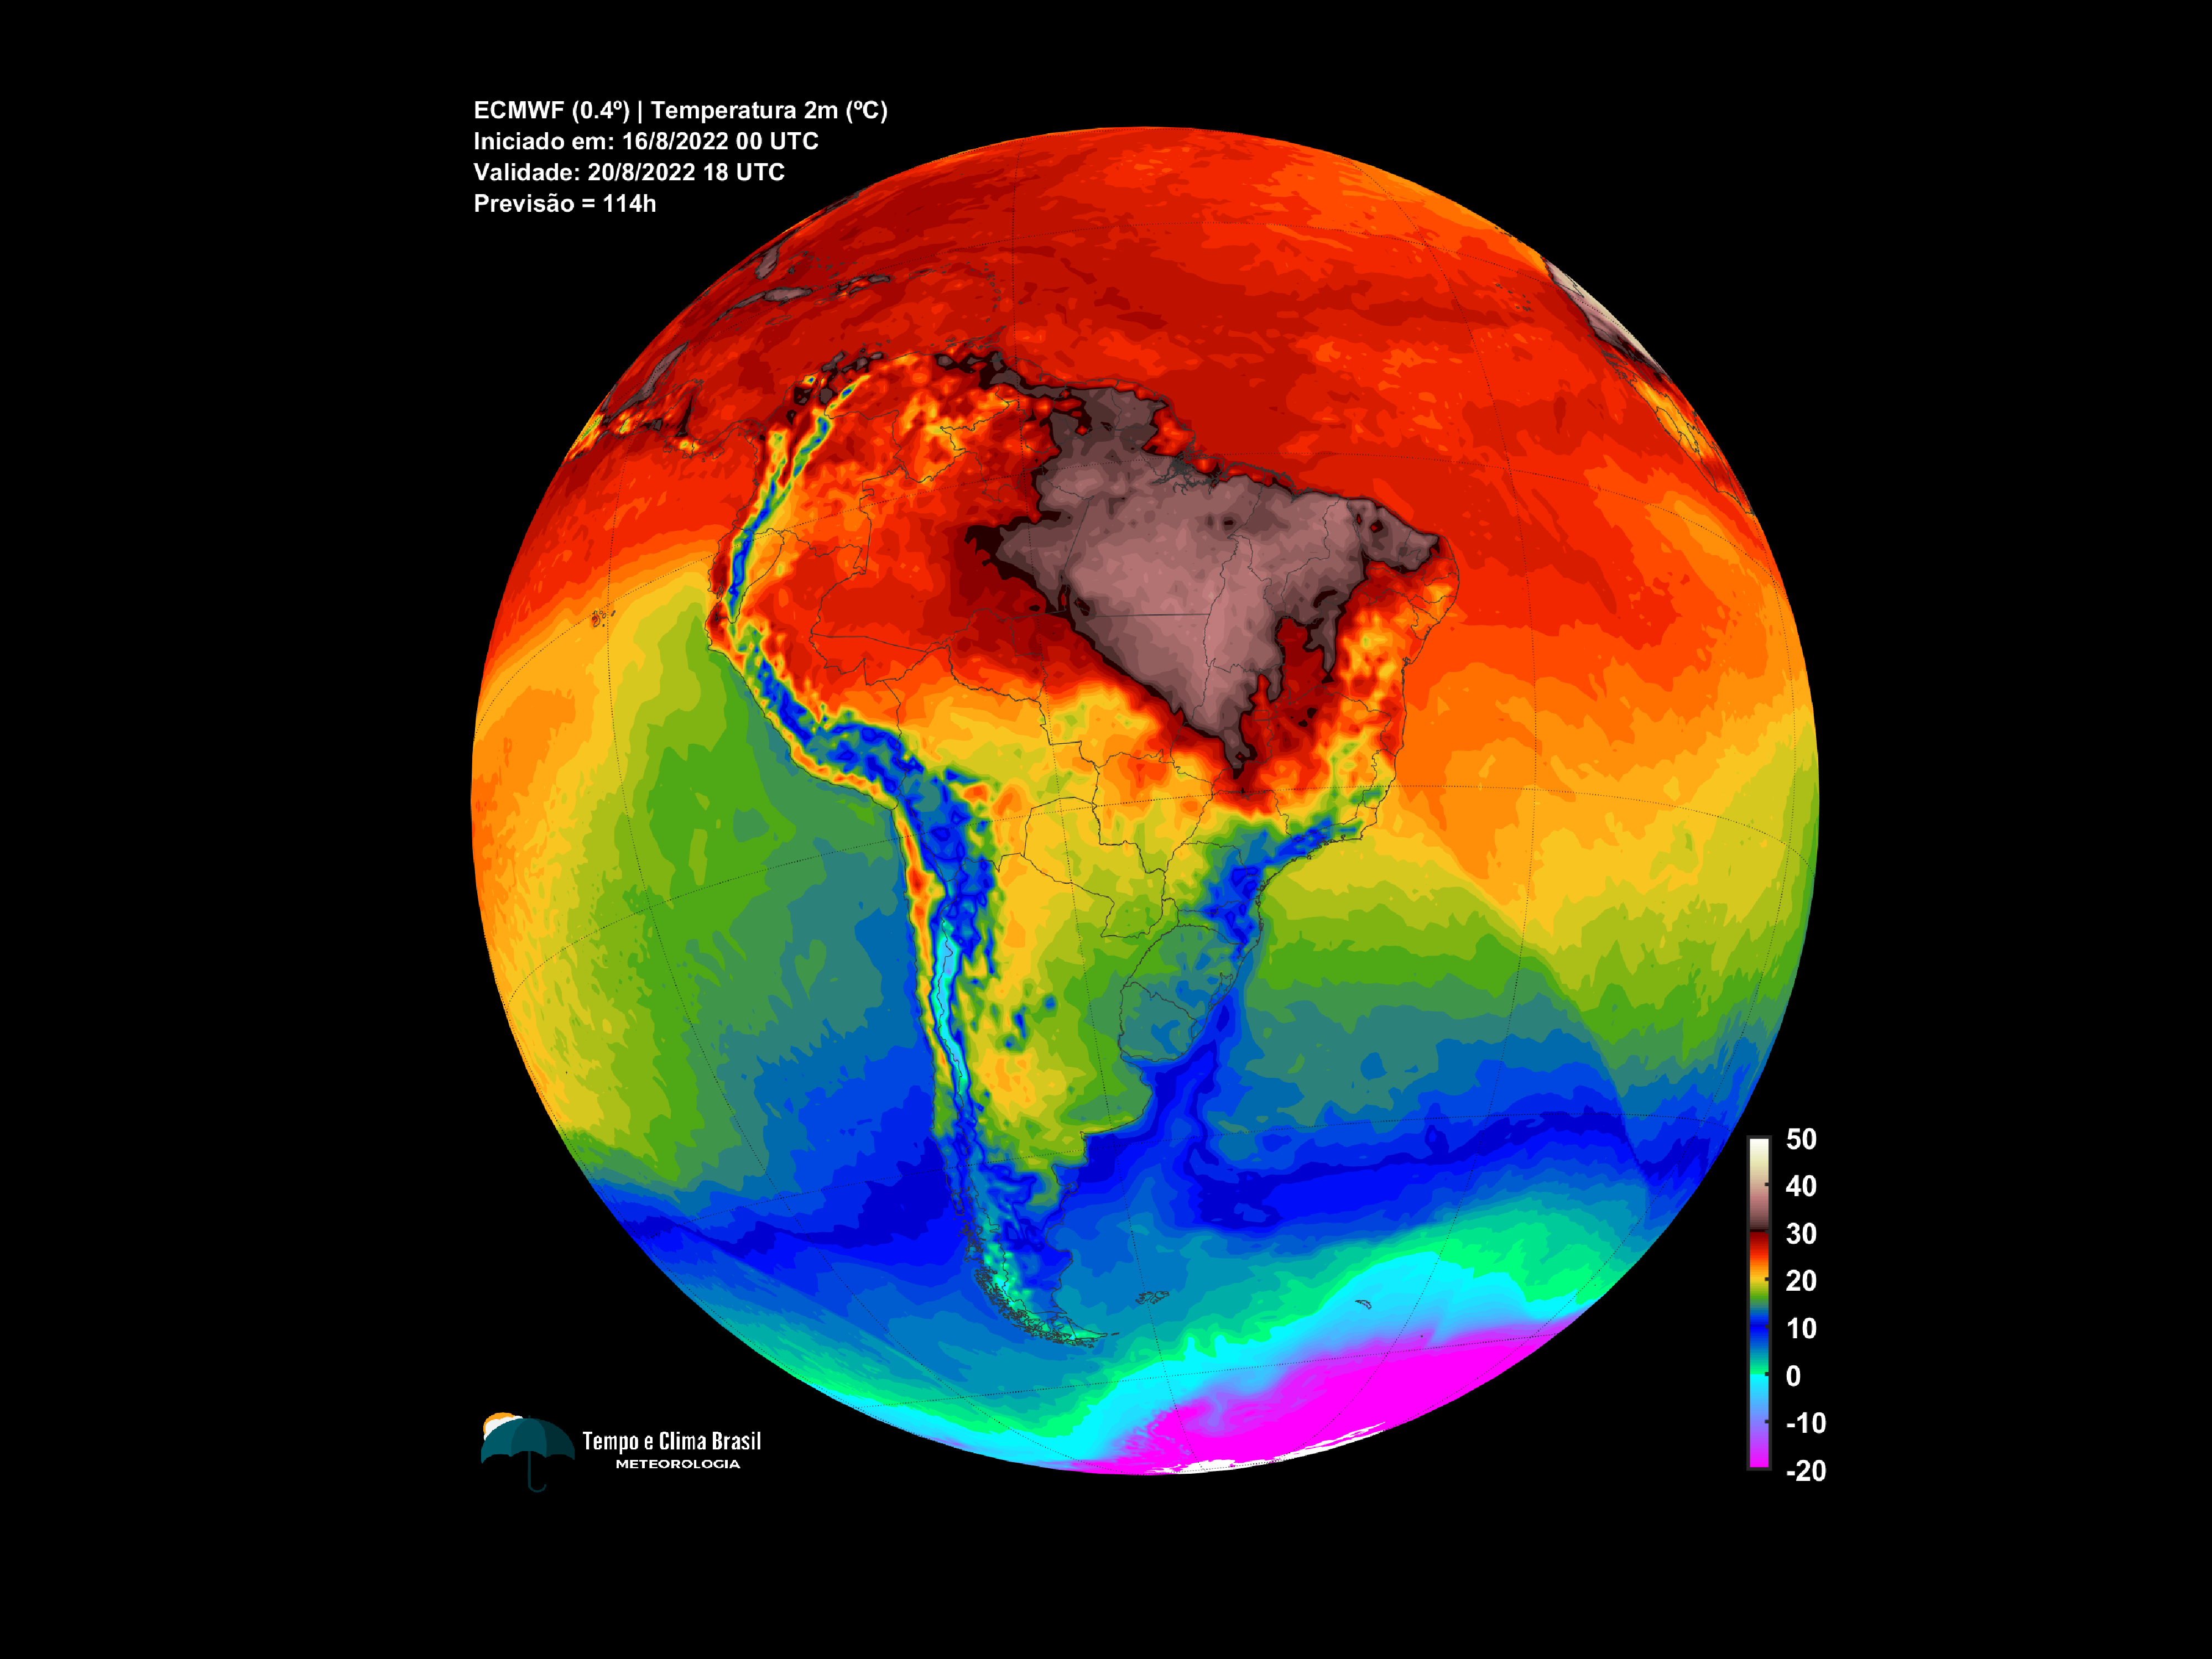 ECMWF (0.4º) | Temperatura 2m (ºC)
Iniciado em: 16/8/2022 00 UTC
Validade: 20/8/2022 18 UTC
Previsão = 114h
50
40
30
20
10
0
-10
-20
Tempo e Clima Brasil
METEOROLOGIA